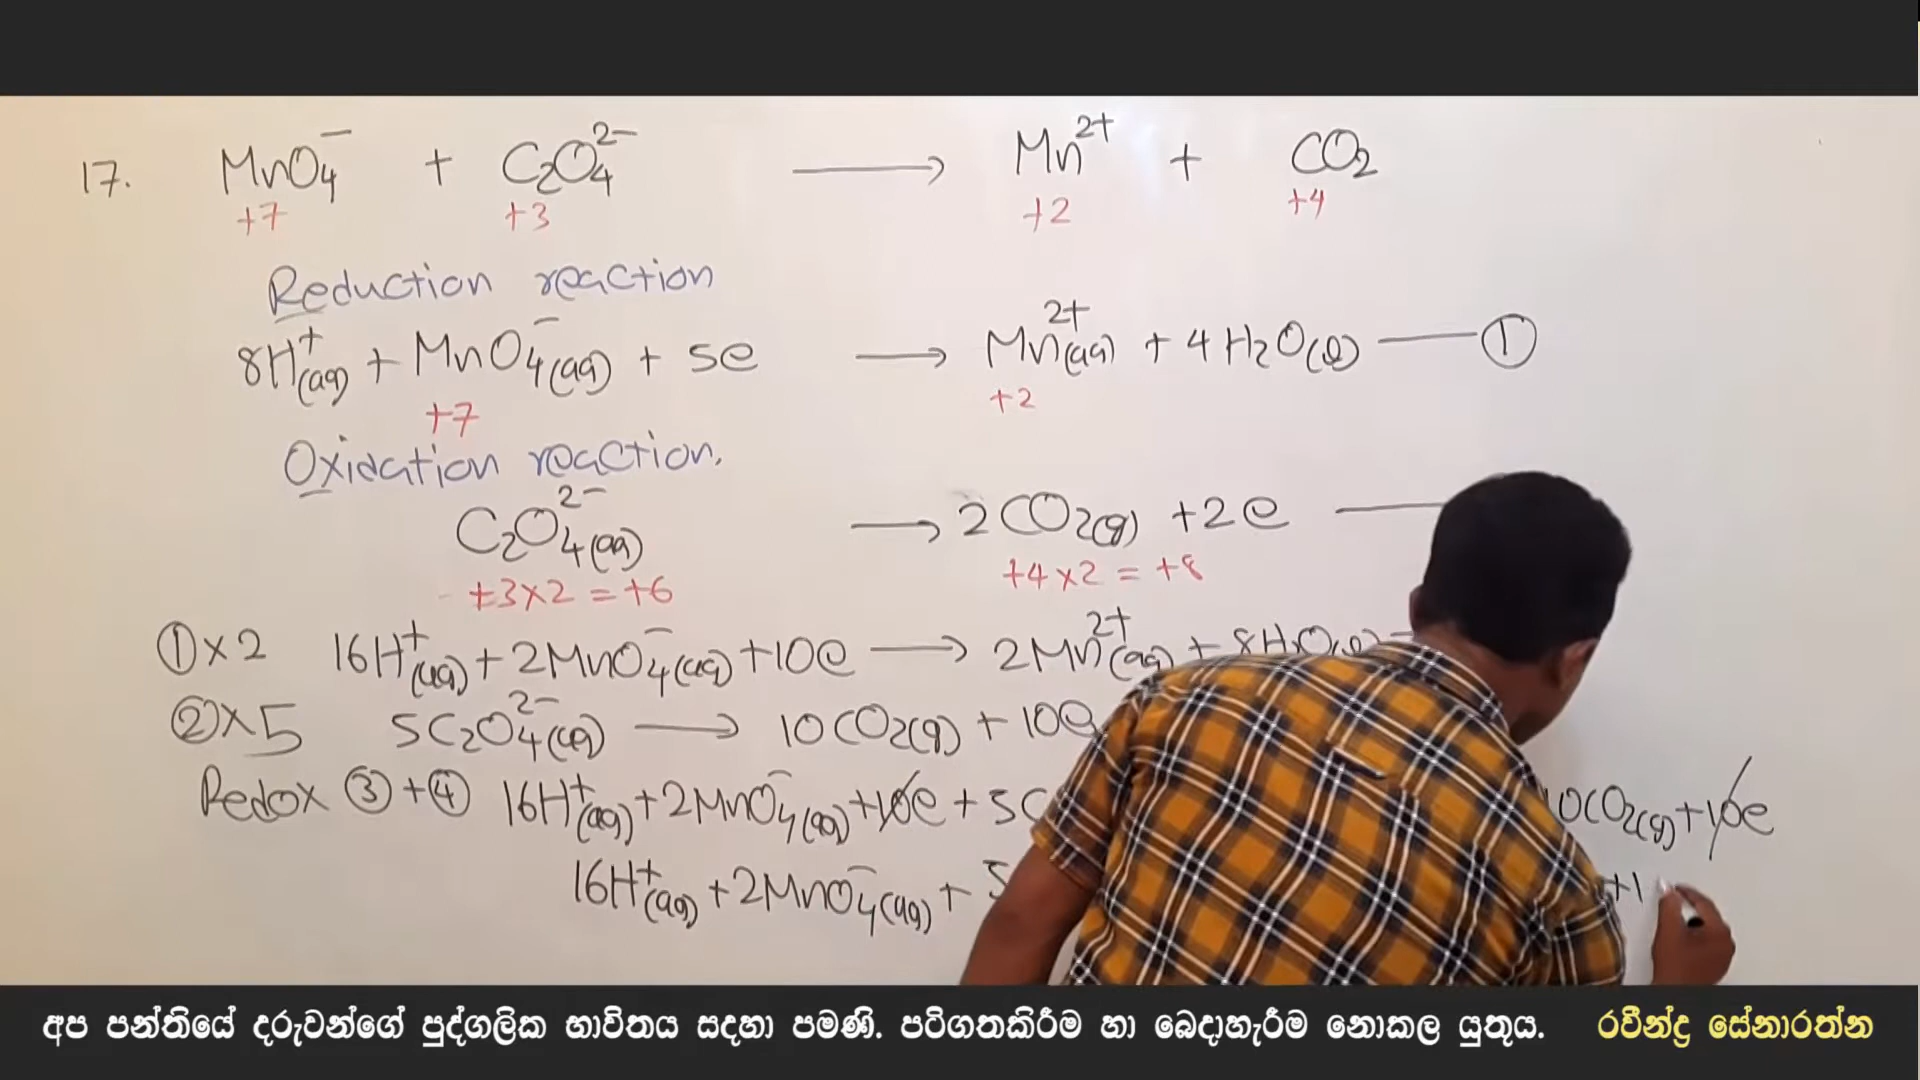 17. MnO₄⁻ + C₂O₄²⁻ ⟶ Mn²⁺ + CO₂
+7 +3 +2 +4
Reduction reaction
8H⁺(aq) + MnO₄⁻(aq) + 5e ⟶ Mn²⁺(aq) + 4H₂O(l) — ①
+7 +2
Oxidation reaction.
C₂O₄²⁻(aq) ⟶ 2CO₂(g) + 2e —
+3×2 = +6 +4×2 = +8
①×2 16H⁺(aq) + 2MnO₄⁻(aq) + 10e ⟶ 2Mn²⁺(aq) + 8H₂O(l)
②×5 5C₂O₄²⁻(aq) ⟶ 10CO₂(g) + 10e
Redox ③+④ 16H⁺(aq) + 2MnO₄⁻(aq) + 10e + 5C 10CO₂(g) + 10e
16H⁺(aq) + 2MnO₄⁻(aq) + 5 +1
අප පන්තියේ දරුවන්ගේ පුද්ගලික භාවිතය සදහා පමණි. පටිගතකිරීම හා බෙදාහැරීම නොකල යුතුය. රවීන්ද්‍ර සේනාරත්න